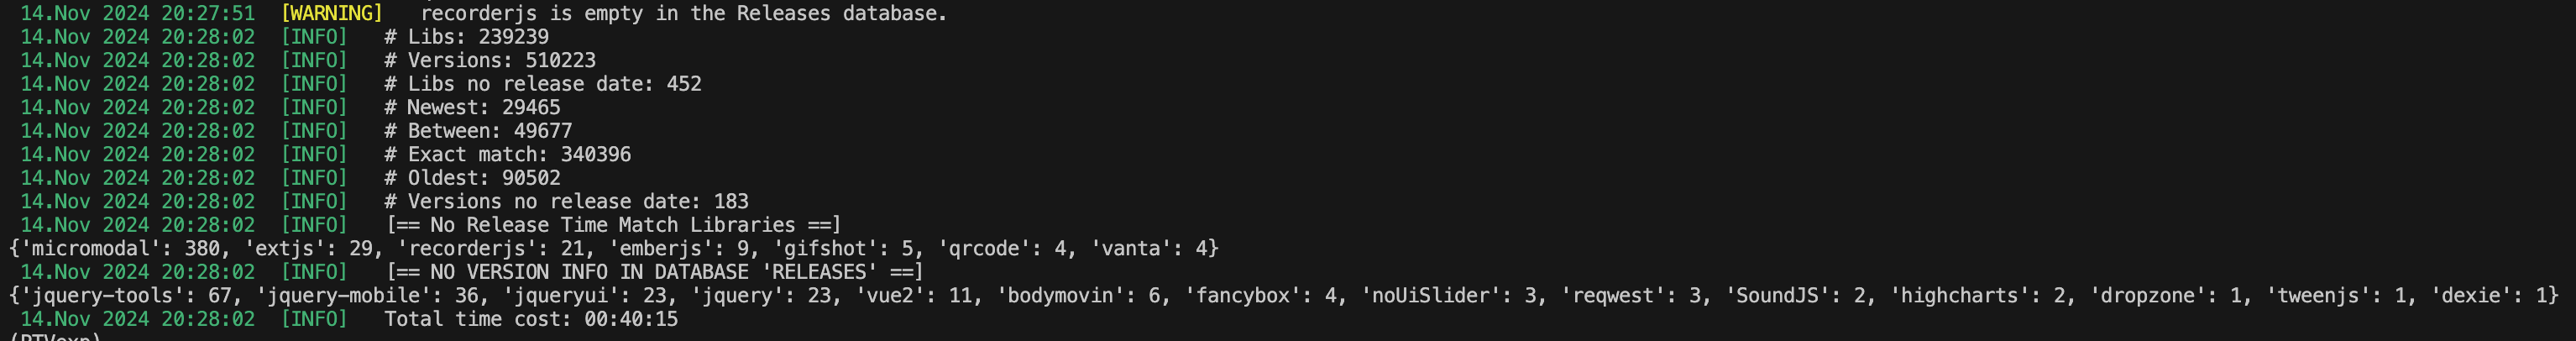 14.Nov 2024 20:27:51 [WARNING] recorderjs is empty in the Releases database.
14.Nov 2024 20:28:02 [INFO] # Libs: 239239
14.Nov 2024 20:28:02 [INFO] # Versions: 510223
14.Nov 2024 20:28:02 [INFO] # Libs no release date: 452
14.Nov 2024 20:28:02 [INFO] # Newest: 29465
14.Nov 2024 20:28:02 [INFO] # Between: 49677
14.Nov 2024 20:28:02 [INFO] # Exact match: 340396
14.Nov 2024 20:28:02 [INFO] # Oldest: 90502
14.Nov 2024 20:28:02 [INFO] # Versions no release date: 183
14.Nov 2024 20:28:02 [INFO] [== No Release Time Match Libraries ==]
{'micromodal': 380, 'extjs': 29, 'recorderjs': 21, 'emberjs': 9, 'gifshot': 5, 'qrcode': 4, 'vanta': 4}
14.Nov 2024 20:28:02 [INFO] [== NO VERSION INFO IN DATABASE 'RELEASES' ==]
{'jquery-tools': 67, 'jquery-mobile': 36, 'jqueryui': 23, 'jquery': 23, 'vue2': 11, 'bodymovin': 6, 'fancybox': 4, 'noUiSlider': 3, 'reqwest': 3, 'SoundJS': 2, 'highcharts': 2, 'dropzone': 1, 'tweenjs': 1, 'dexie': 1}
14.Nov 2024 20:28:02 [INFO] Total time cost: 00:40:15